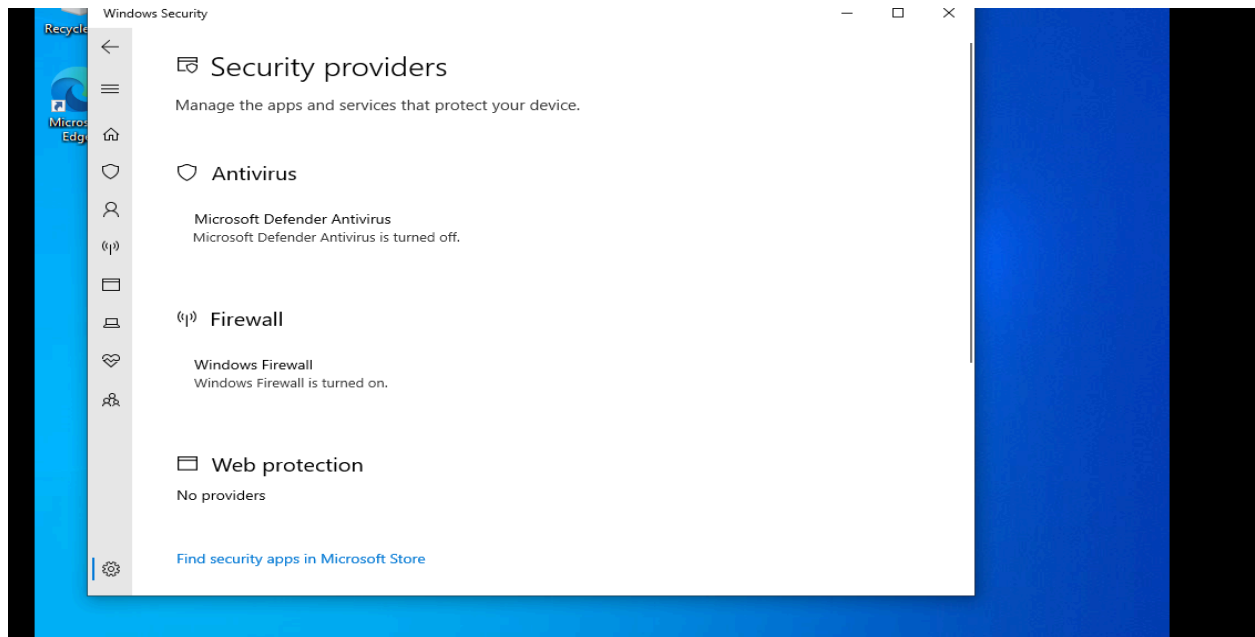 Windows Security
Recycle
Micros
Edge
Security providers
Manage the apps and services that protect your device.
Antivirus
Microsoft Defender Antivirus
Microsoft Defender Antivirus is turned off.
Firewall
Windows Firewall
Windows Firewall is turned on.
Web protection
No providers
Find security apps in Microsoft Store